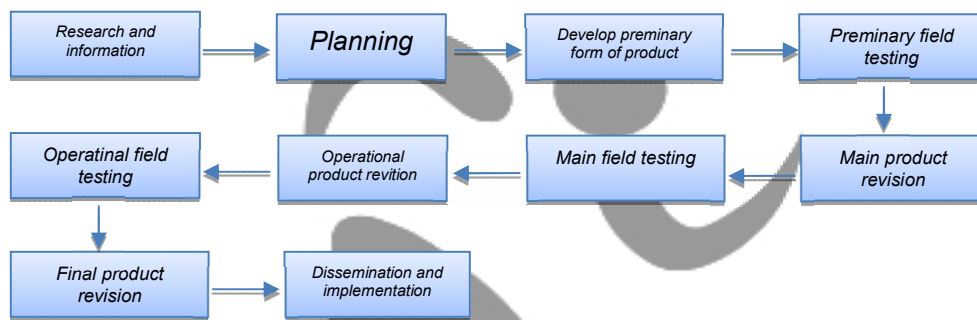 Research and
information
Planning
Develop preminary
form of product
Preminary field
testing
Main product
revision
Main field testing
Operational
product revition
Operatinal field
testing
Final product
revision
Dissemination and
implementation